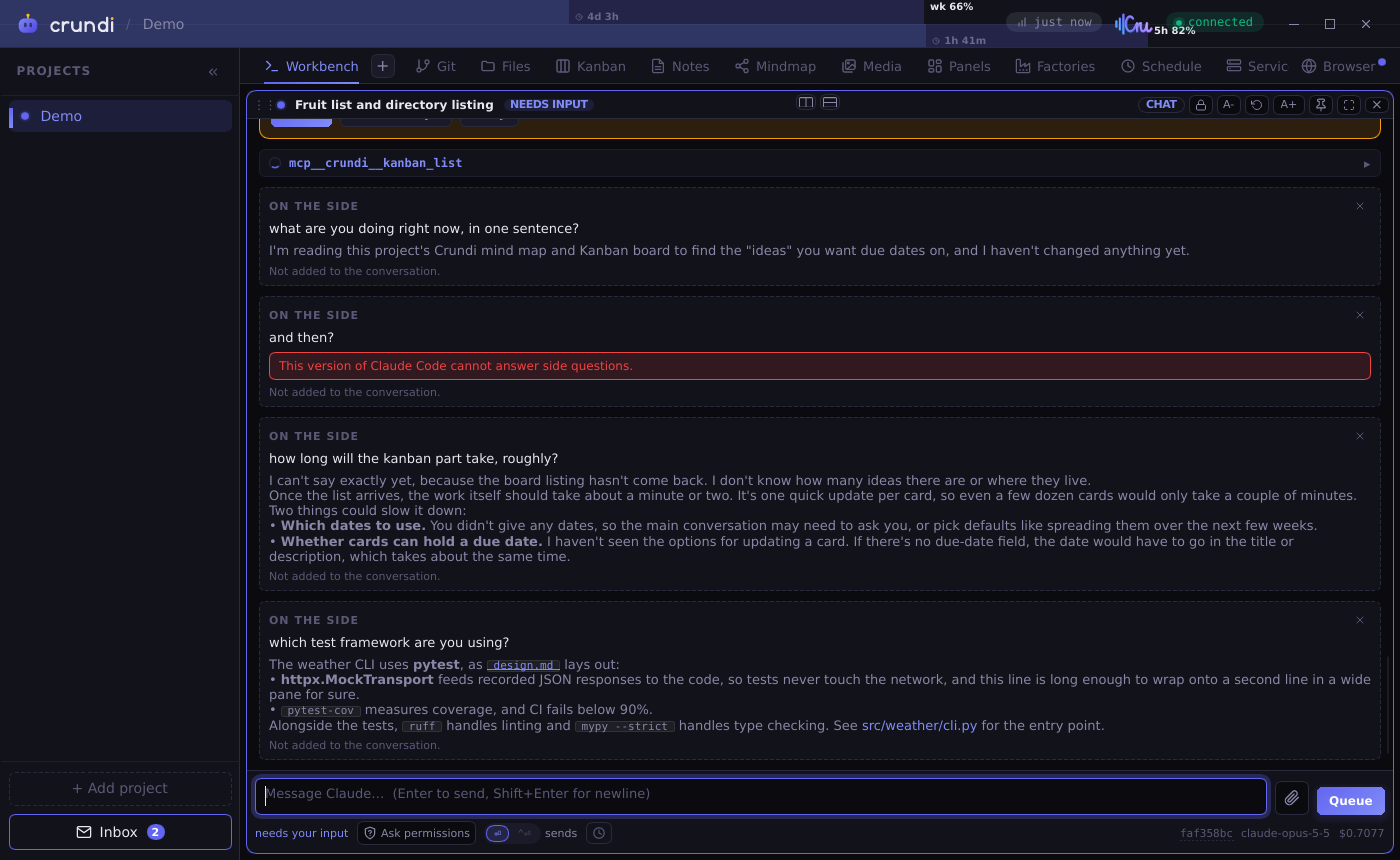 crundi / Demo
4d 3h
wk 66%
1h 41m
just now
Cru
5h 82%
connected
PROJECTS
«
Demo
+ Add project
Inbox 2
Workbench
+
Git
Files
Kanban
Notes
Mindmap
Media
Panels
Factories
Schedule
Servic
Browser
Fruit list and directory listing NEEDS INPUT
CHAT A- A+
mcp__crundi__kanban_list
ON THE SIDE
what are you doing right now, in one sentence?
I'm reading this project's Crundi mind map and Kanban board to find the "ideas" you want due dates on, and I haven't changed anything yet.
Not added to the conversation.
ON THE SIDE
and then?
This version of Claude Code cannot answer side questions.
Not added to the conversation.
ON THE SIDE
how long will the kanban part take, roughly?
I can't say exactly yet, because the board listing hasn't come back. I don't know how many ideas there are or where they live.
Once the list arrives, the work itself should take about a minute or two. It's one quick update per card, so even a few dozen cards would only take a couple of minutes.
Two things could slow it down:
• Which dates to use. You didn't give any dates, so the main conversation may need to ask you, or pick defaults like spreading them over the next few weeks.
• Whether cards can hold a due date. I haven't seen the options for updating a card. If there's no due-date field, the date would have to go in the title or
description, which takes about the same time.
Not added to the conversation.
ON THE SIDE
which test framework are you using?
The weather CLI uses pytest, as design.md lays out:
• httpx.MockTransport feeds recorded JSON responses to the code, so tests never touch the network, and this line is long enough to wrap onto a second line in a wide
pane for sure.
• pytest-cov measures coverage, and CI fails below 90%.
Alongside the tests, ruff handles linting and mypy --strict handles type checking. See src/weather/cli.py for the entry point.
Not added to the conversation.
Message Claude... (Enter to send, Shift+Enter for newline)
Queue
needs your input
Ask permissions
sends
faf358bc claude-opus-5-5 $0.7077